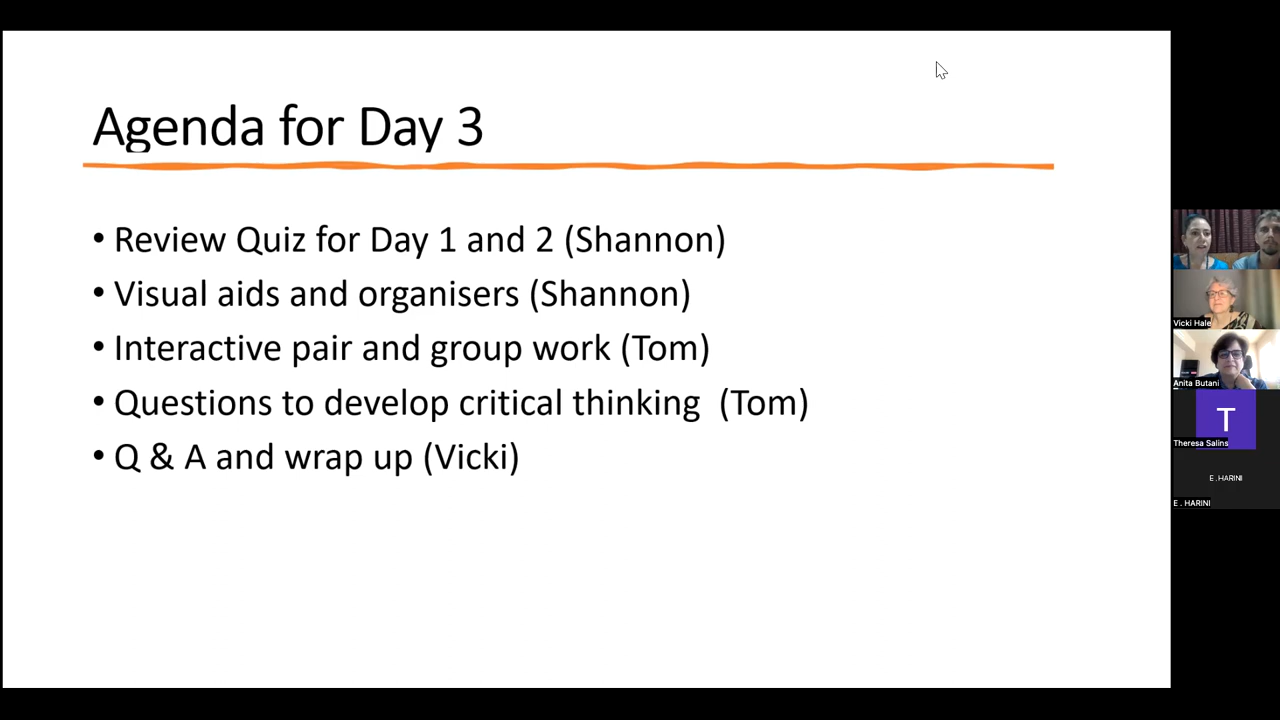 Agenda for Day 3
• Review Quiz for Day 1 and 2 (Shannon)
• Visual aids and organisers (Shannon)
• Interactive pair and group work (Tom)
• Questions to develop critical thinking  (Tom)
• Q & A and wrap up (Vicki)
Vicki Hale
Anita Butani
T
Theresa Salins
E .HARINI
E . HARINI